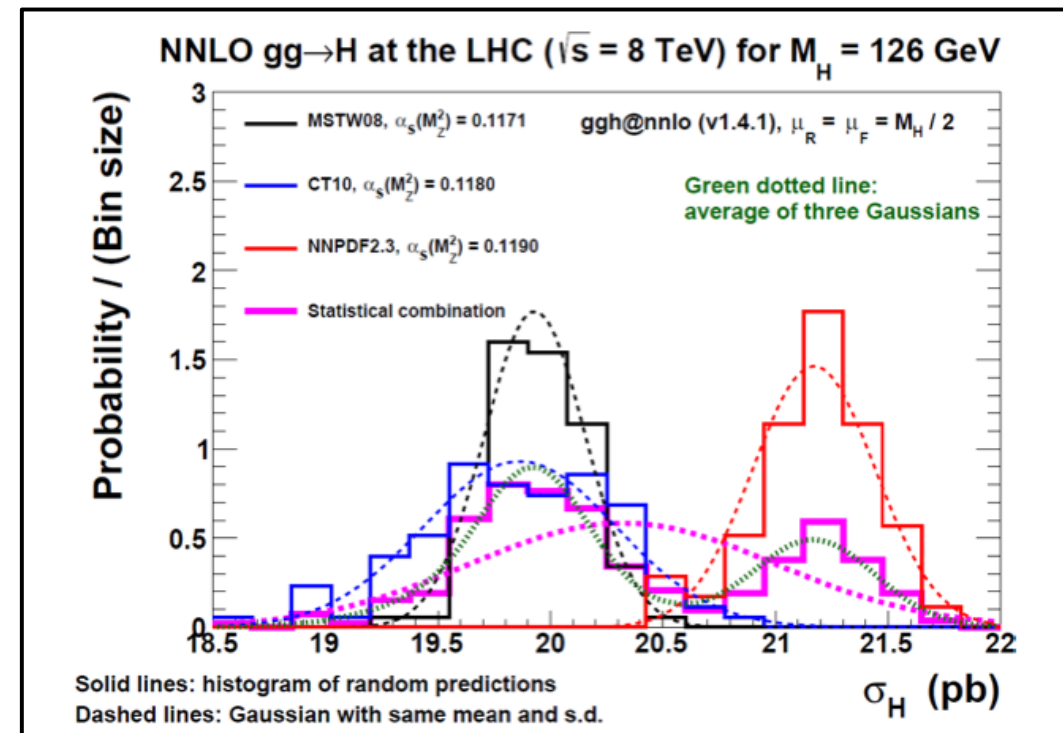 NNLO gg→H at the LHC (√s = 8 TeV) for M_H = 126 GeV
Probability / (Bin size)
3
2.5
2
1.5
1
0.5
0
MSTW08, α_s(M_Z^2) = 0.1171
CT10, α_s(M_Z^2) = 0.1180
NNPDF2.3, α_s(M_Z^2) = 0.1190
Statistical combination
ggh@nnlo (v1.4.1), μ_R = μ_F = M_H / 2
Green dotted line:
average of three Gaussians
18.5 19 19.5 20 20.5 21 21.5 22
σ_H (pb)
Solid lines: histogram of random predictions
Dashed lines: Gaussian with same mean and s.d.